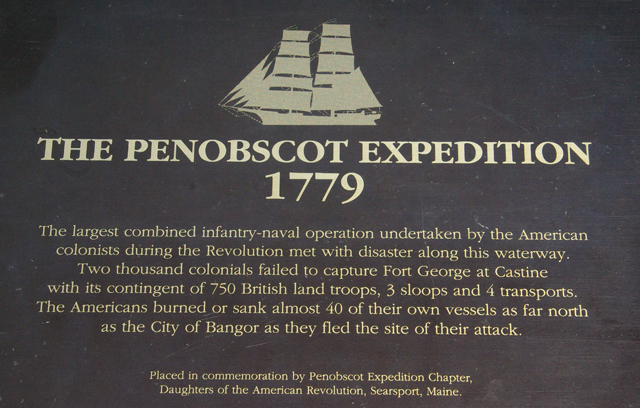 THE PENOBSCOT EXPEDITION
1779
The largest combined infantry-naval operation undertaken by the American
colonists during the Revolution met with disaster along this waterway.
Two thousand colonials failed to capture Fort George at Castine
with its contingent of 750 British land troops, 3 sloops and 4 transports.
The Americans burned or sank almost 40 of their own vessels as far north
as the City of Bangor as they fled the site of their attack.
Placed in commemoration by Penobscot Expedition Chapter,
Daughters of the American Revolution, Searsport, Maine.